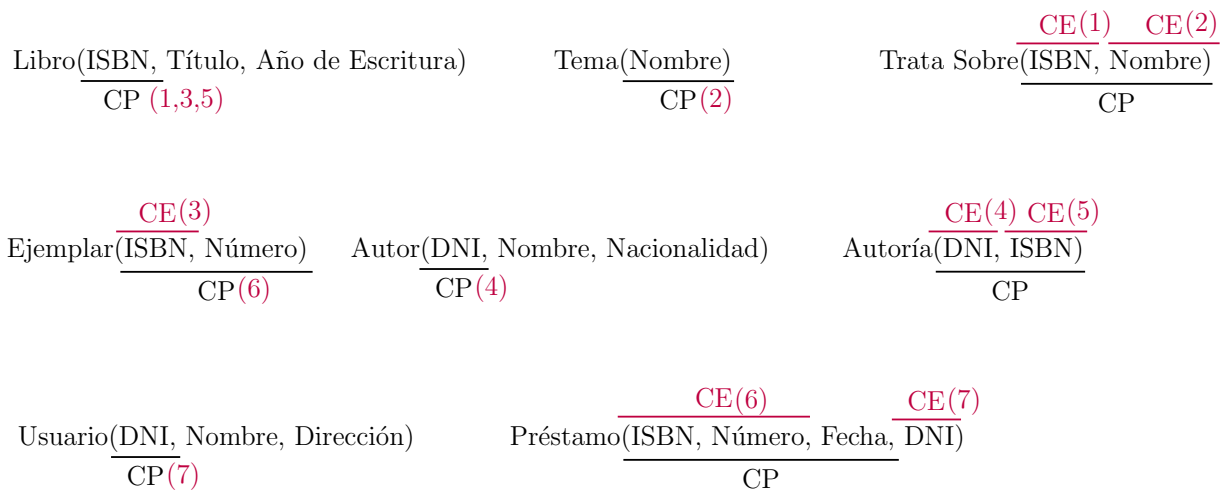 CE(1) CE(2)
Libro(ISBN, Título, Año de Escritura) Tema(Nombre) Trata Sobre(ISBN, Nombre)
CP (1,3,5) CP(2) CP
CE(3) CE(4) CE(5)
Ejemplar(ISBN, Número) Autor(DNI, Nombre, Nacionalidad) Autoría(DNI, ISBN)
CP(6) CP(4) CP
CE(6) CE(7)
Usuario(DNI, Nombre, Dirección) Préstamo(ISBN, Número, Fecha, DNI)
CP(7) CP